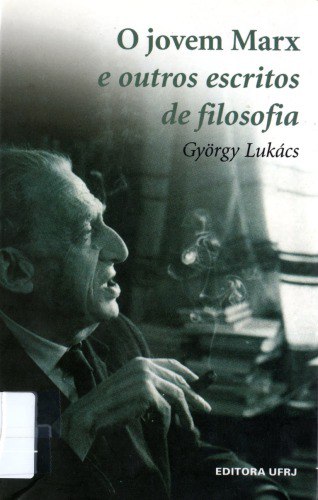 O jovem Marx
e outros escritos
de filosofia
György Lukács
EDITORA UFRJ